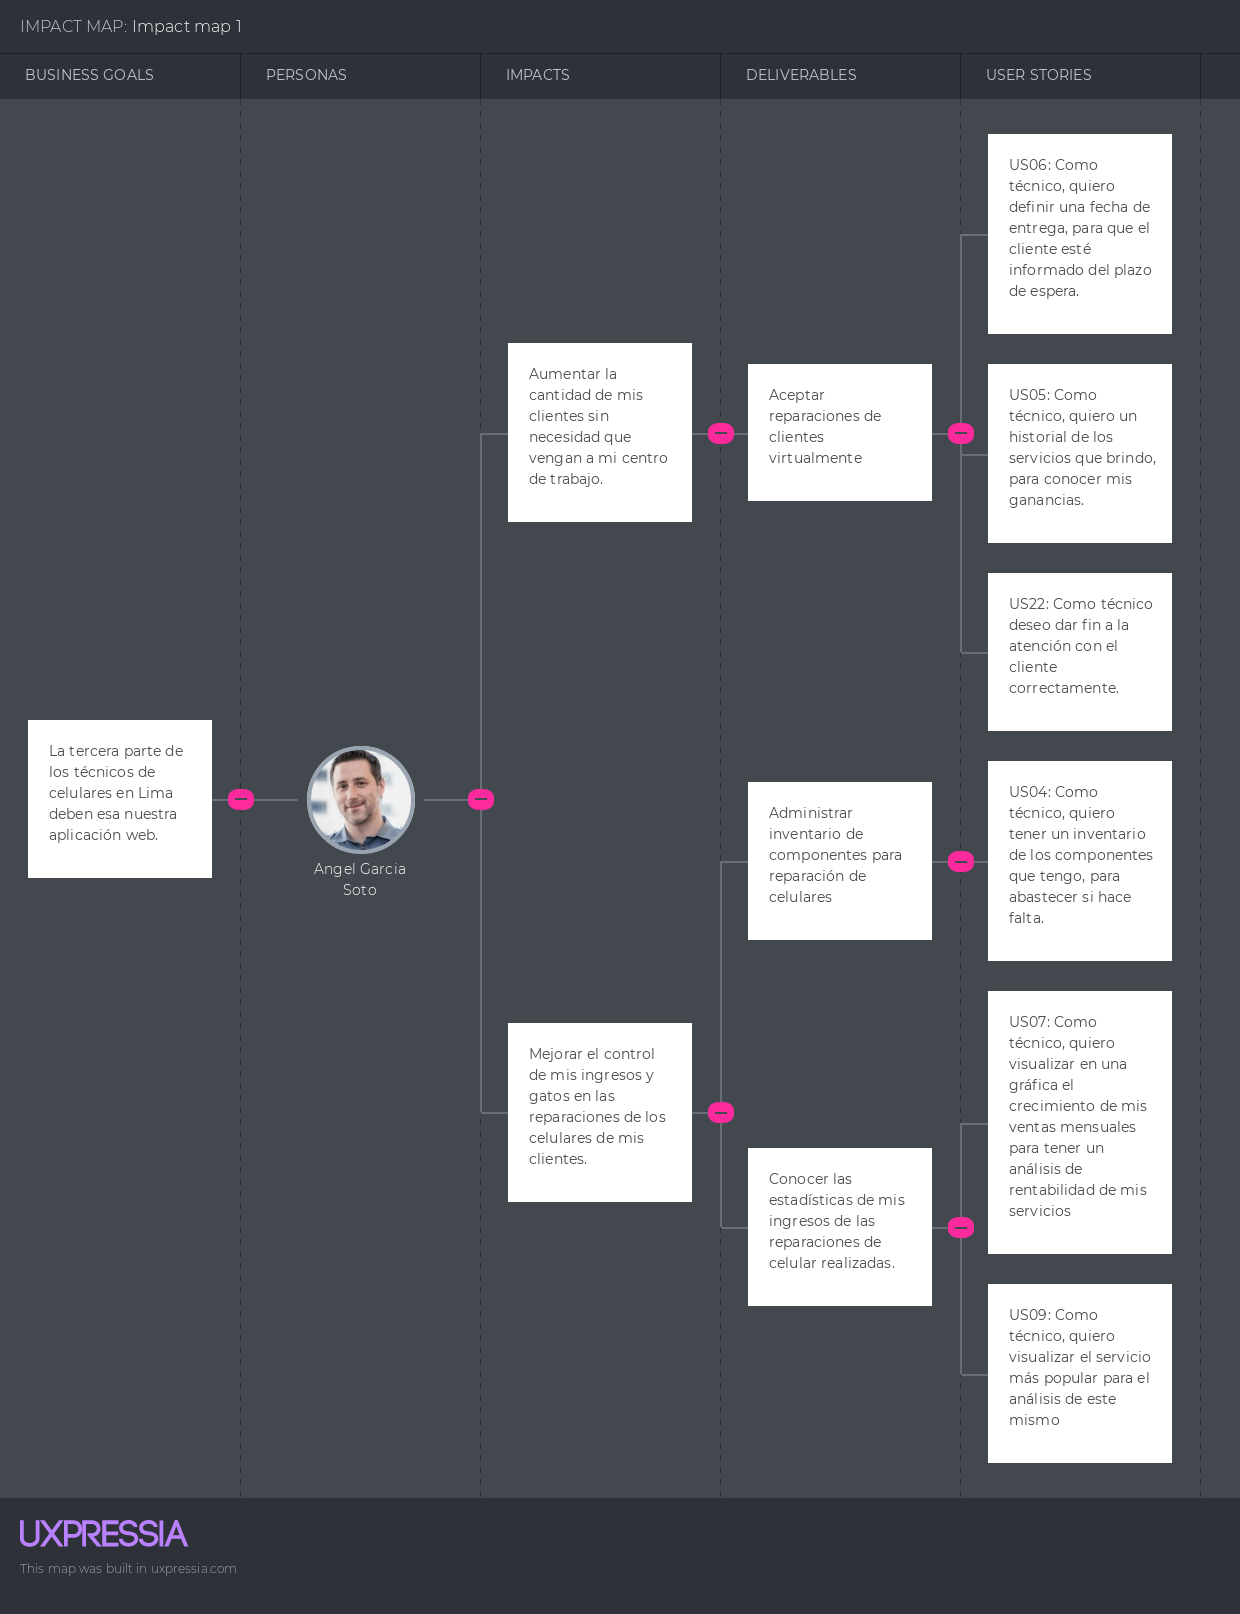 IMPACT MAP: Impact map 1
BUSINESS GOALS
PERSONAS
IMPACTS
DELIVERABLES
USER STORIES
La tercera parte de
los técnicos de
celulares en Lima
deben esa nuestra
aplicación web.
Angel Garcia
Soto
Aumentar la
cantidad de mis
clientes sin
necesidad que
vengan a mi centro
de trabajo.
Mejorar el control
de mis ingresos y
gatos en las
reparaciones de los
celulares de mis
clientes.
Aceptar
reparaciones de
clientes
virtualmente
Administrar
inventario de
componentes para
reparación de
celulares
Conocer las
estadísticas de mis
ingresos de las
reparaciones de
celular realizadas.
US06: Como
técnico, quiero
definir una fecha de
entrega, para que el
cliente esté
informado del plazo
de espera.
US05: Como
técnico, quiero un
historial de los
servicios que brindo,
para conocer mis
ganancias.
US22: Como técnico
deseo dar fin a la
atención con el
cliente
correctamente.
US04: Como
técnico, quiero
tener un inventario
de los componentes
que tengo, para
abastecer si hace
falta.
US07: Como
técnico, quiero
visualizar en una
gráfica el
crecimiento de mis
ventas mensuales
para tener un
análisis de
rentabilidad de mis
servicios
US09: Como
técnico, quiero
visualizar el servicio
más popular para el
análisis de este
mismo
UXPRESSIA
This map was built in uxpressia.com